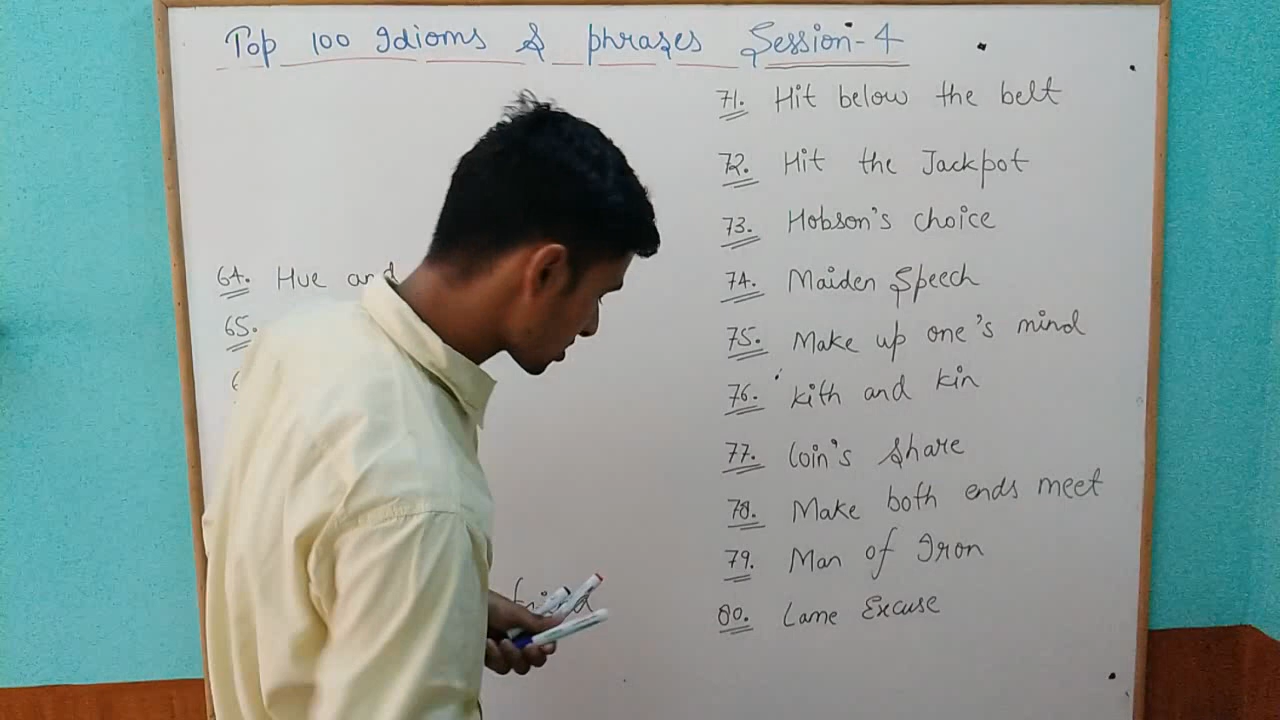 Top 100 Idioms & phrases Session-4
64. Hue and
65.
71. Hit below the belt
72. Hit the Jackpot
73. Hobson's choice
74. Maiden Speech
75. Make up one's mind
76. Kith and kin
77. Loin's Share
78. Make both ends meet
79. Man of Iron
80. Lame Excuse